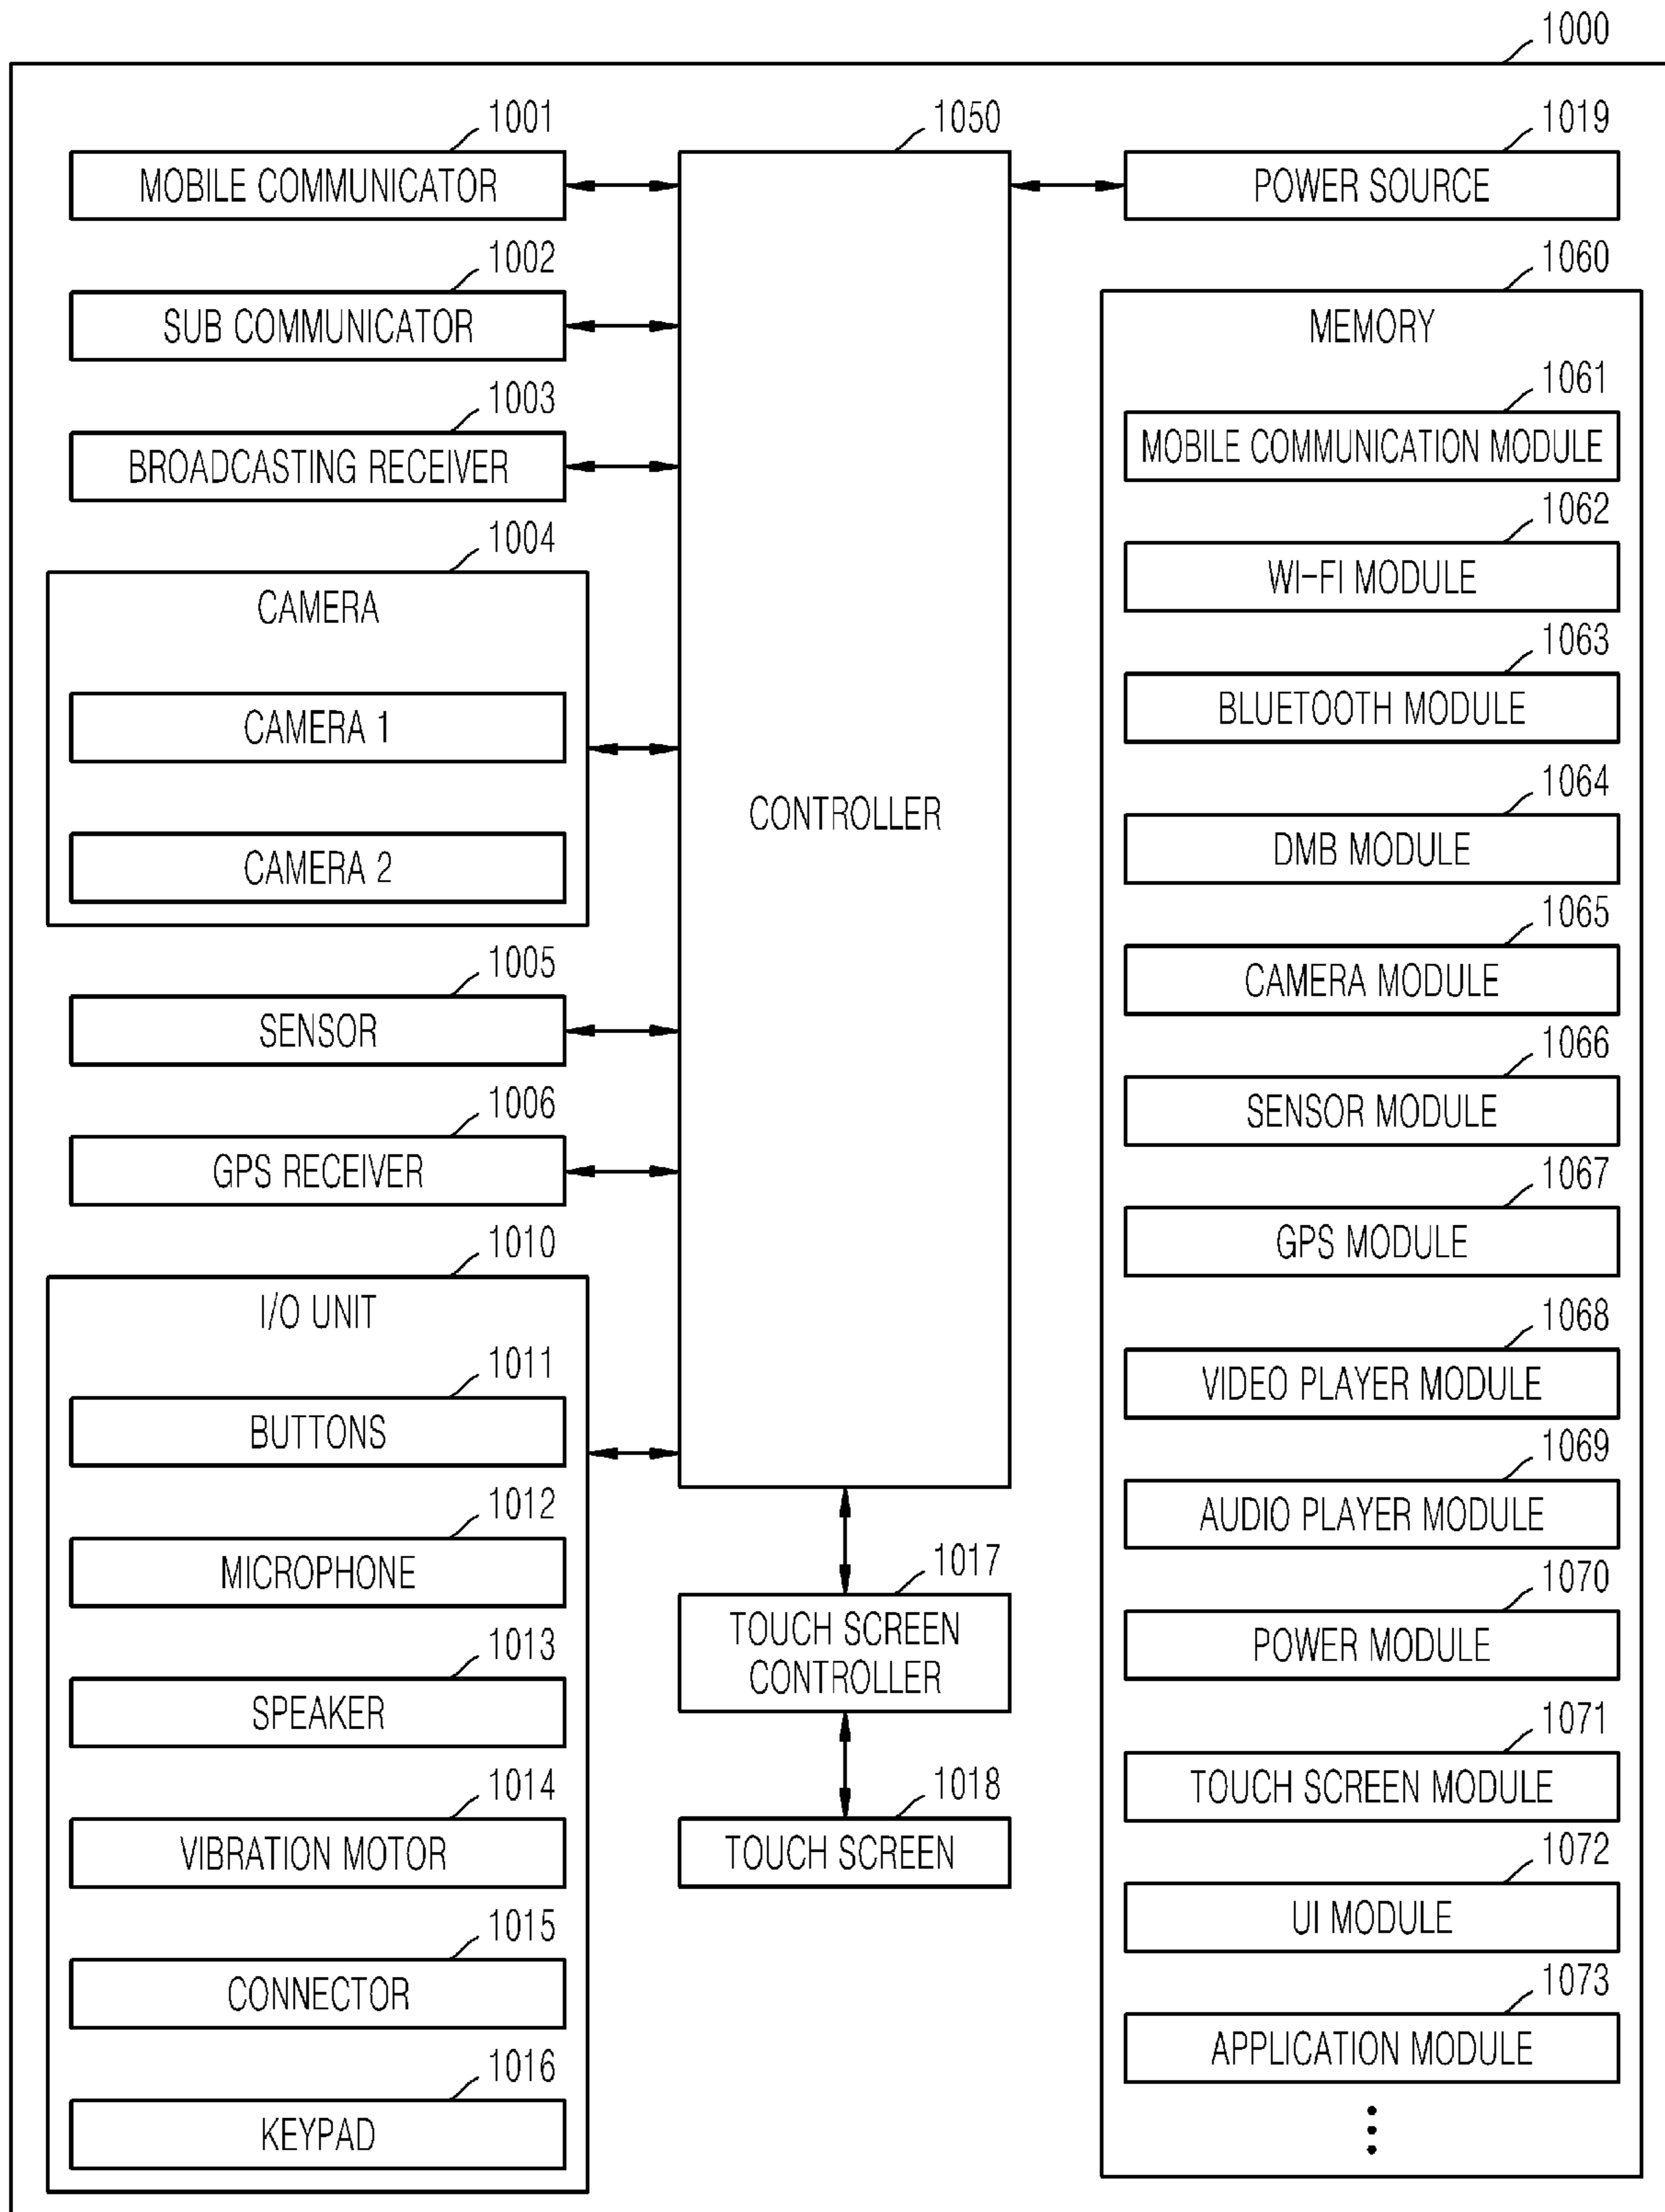 1000
1001
MOBILE COMMUNICATOR
1002
SUB COMMUNICATOR
1003
BROADCASTING RECEIVER
1004
CAMERA
CAMERA 1
CAMERA 2
1005
SENSOR
1006
GPS RECEIVER
1010
I/O UNIT
1011
BUTTONS
1012
MICROPHONE
1013
SPEAKER
1014
VIBRATION MOTOR
1015
CONNECTOR
1016
KEYPAD
1050
CONTROLLER
1017
TOUCH SCREEN
CONTROLLER
1018
TOUCH SCREEN
1019
POWER SOURCE
1060
MEMORY
1061
MOBILE COMMUNICATION MODULE
1062
WI-FI MODULE
1063
BLUETOOTH MODULE
1064
DMB MODULE
1065
CAMERA MODULE
1066
SENSOR MODULE
1067
GPS MODULE
1068
VIDEO PLAYER MODULE
1069
AUDIO PLAYER MODULE
1070
POWER MODULE
1071
TOUCH SCREEN MODULE
1072
UI MODULE
1073
APPLICATION MODULE